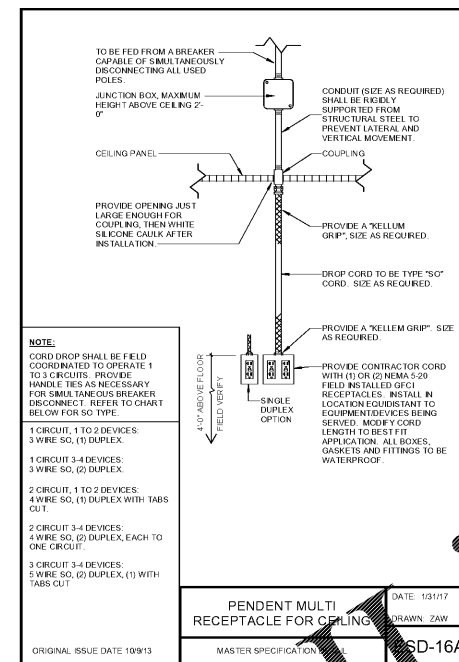 TO BE FED FROM A BREAKER
CAPABLE OF SIMULTANEOUSLY
DISCONNECTING ALL USED
POLES.
JUNCTION BOX, MAXIMUM
HEIGHT ABOVE CEILING 2'-
0"
CONDUIT (SIZE AS REQUIRED)
SHALL BE RIGIDLY
SUPPORTED FROM
STRUCTURAL STEEL TO
PREVENT LATERAL AND
VERTICAL MOVEMENT.
CEILING PANEL
COUPLING
PROVIDE OPENING JUST
LARGE ENOUGH FOR
COUPLING, THEN WHITE
SILICONE CAULK AFTER
INSTALLATION.
PROVIDE A "KELLUM
GRIP", SIZE AS REQUIRED.
DROP CORD TO BE TYPE "SO"
CORD. SIZE AS REQUIRED.
PROVIDE A "KELLEM GRIP". SIZE
AS REQUIRED.
PROVIDE CONTRACTOR CORD
WITH (1) OR (2) NEMA 5-20
FIELD INSTALLED GFCI
RECEPTACLES. INSTALL IN
LOCATION EQUIDISTANT TO
EQUIPMENT/DEVICES BEING
SERVED. MODIFY CORD
LENGTH TO BEST FIT
APPLICATION. ALL BOXES,
GASKETS AND FITTINGS TO BE
WATERPROOF.
SINGLE
DUPLEX
OPTION
4'-0" ABOVE FLOOR
FIELD VERIFY
NOTE:
CORD DROP SHALL BE FIELD
COORDINATED TO OPERATE 1
TO 3 CIRCUITS. PROVIDE
HANDLE TIES AS NECESSARY
FOR SIMULTANEOUS BREAKER
DISCONNECT. REFER TO CHART
BELOW FOR SO TYPE.
1 CIRCUIT, 1 TO 2 DEVICES:
3 WIRE SO, (1) DUPLEX.
1 CIRCUIT 3-4 DEVICES:
3 WIRE SO, (2) DUPLEX.
2 CIRCUIT, 1 TO 2 DEVICES:
4 WIRE SO, (1) DUPLEX WITH TABS
CUT.
2 CIRCUIT 3-4 DEVICES:
4 WIRE SO, (2) DUPLEX, EACH TO
ONE CIRCUIT.
3 CIRCUIT 3-4 DEVICES:
5 WIRE SO, (2) DUPLEX, (1) WITH
TABS CUT
ORIGINAL ISSUE DATE 10/9/13
PENDENT MULTI
RECEPTACLE FOR CEILING
MASTER SPECIFICATION
DATE: 1/31/17
DRAWN: ZAW
ESD-16A